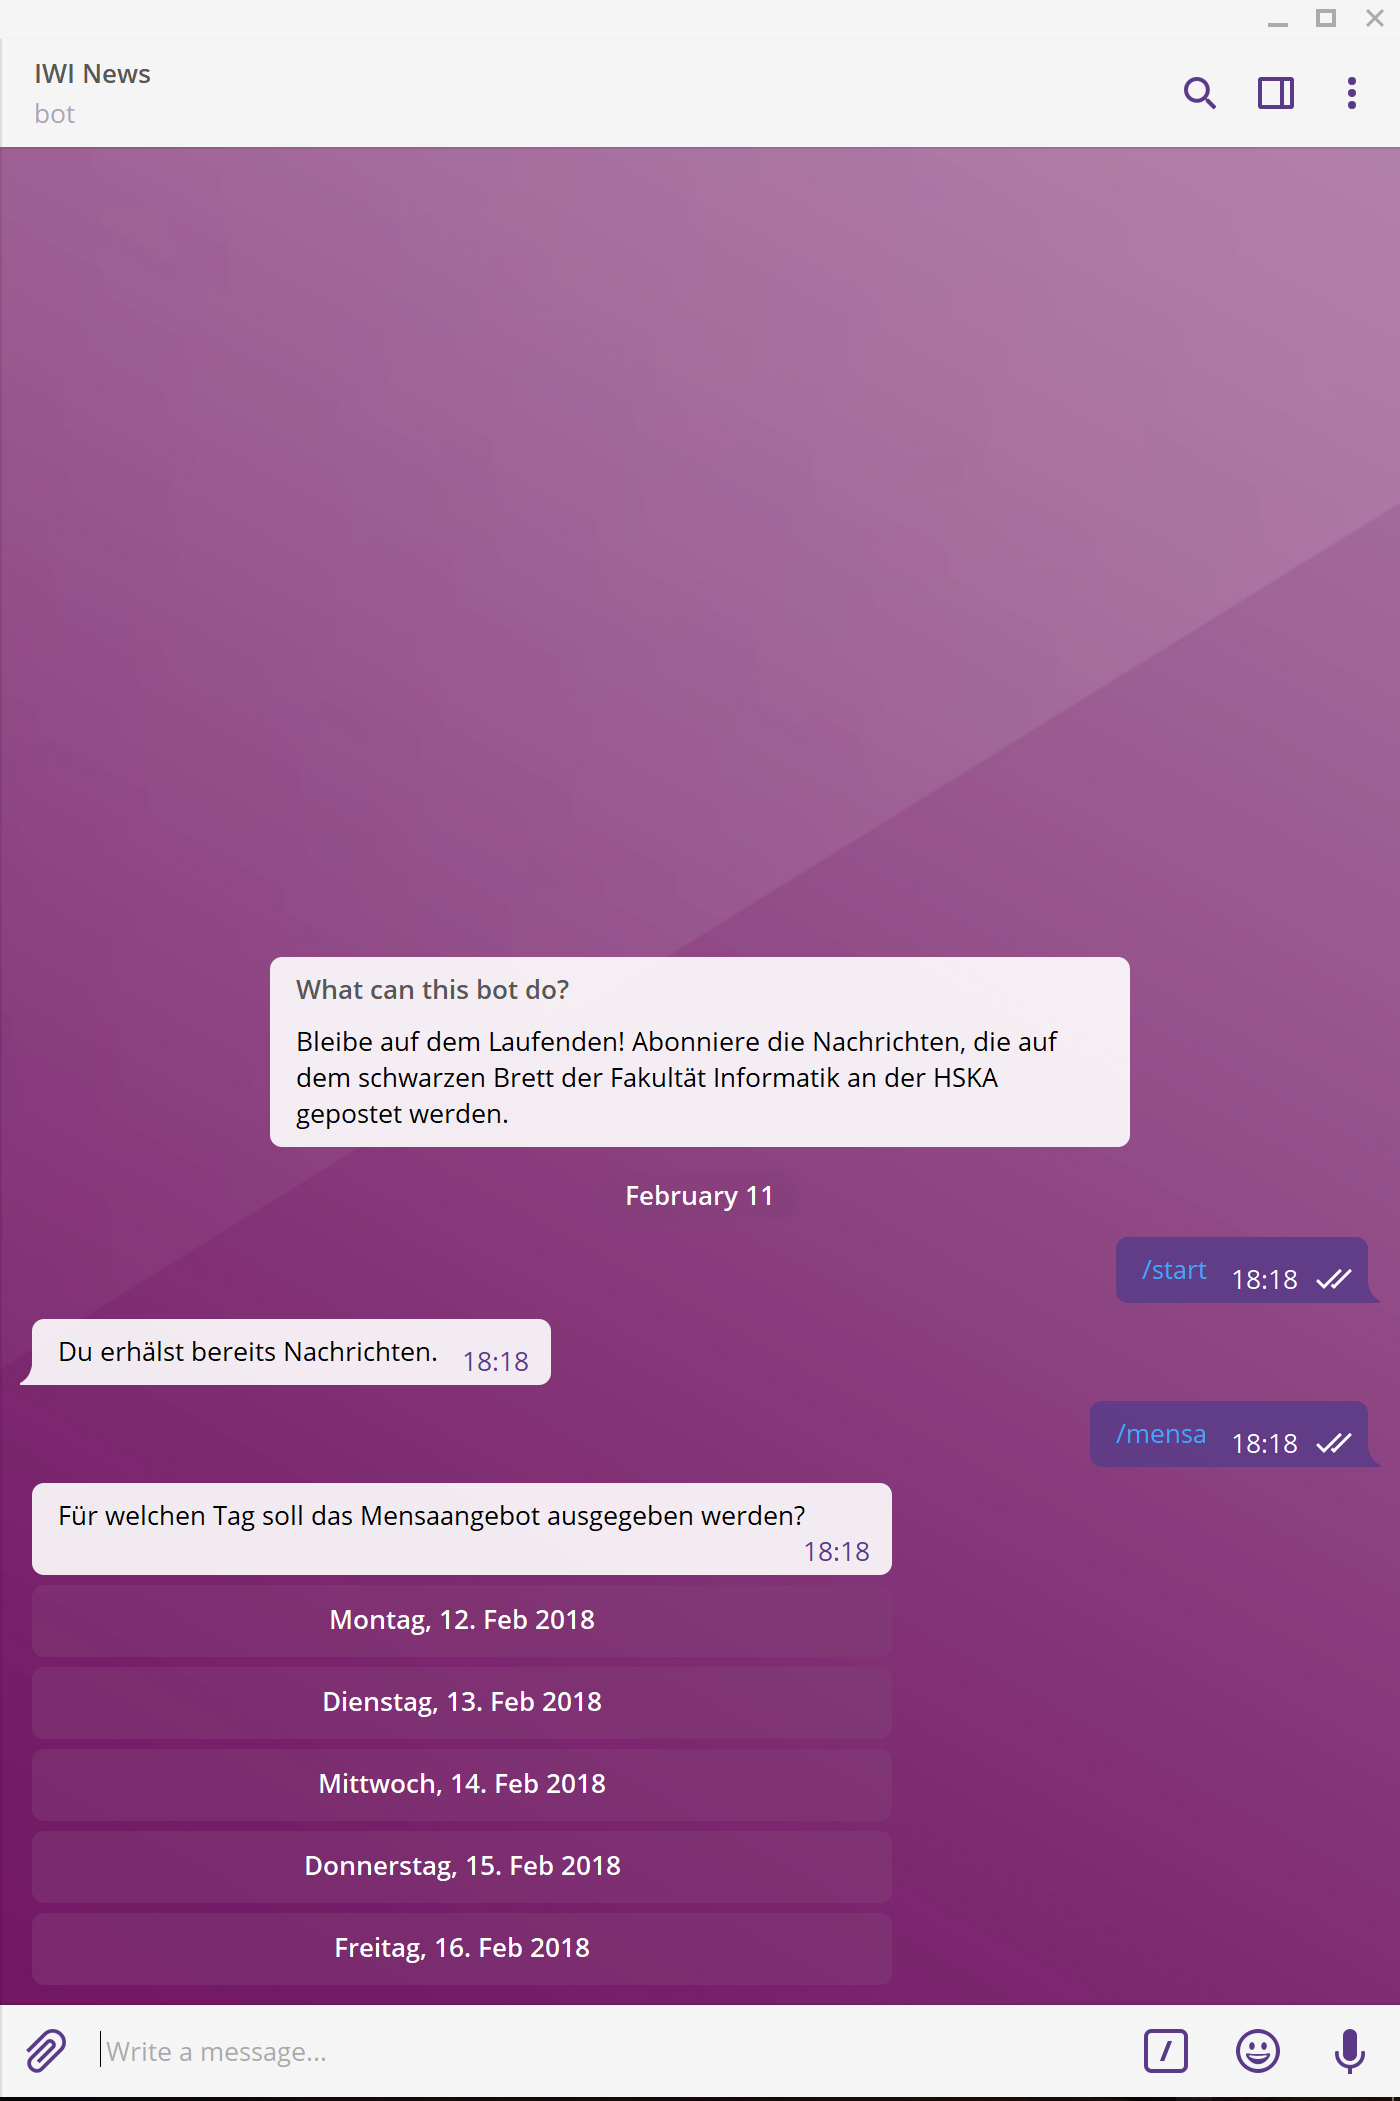 IWI News
bot
What can this bot do?
Bleibe auf dem Laufenden! Abonniere die Nachrichten, die auf
dem schwarzen Brett der Fakultät Informatik an der HSKA
gepostet werden.
February 11
/start 18:18
Du erhälst bereits Nachrichten. 18:18
/mensa 18:18
Für welchen Tag soll das Mensaangebot ausgegeben werden?
18:18
Montag, 12. Feb 2018
Dienstag, 13. Feb 2018
Mittwoch, 14. Feb 2018
Donnerstag, 15. Feb 2018
Freitag, 16. Feb 2018
Write a message...